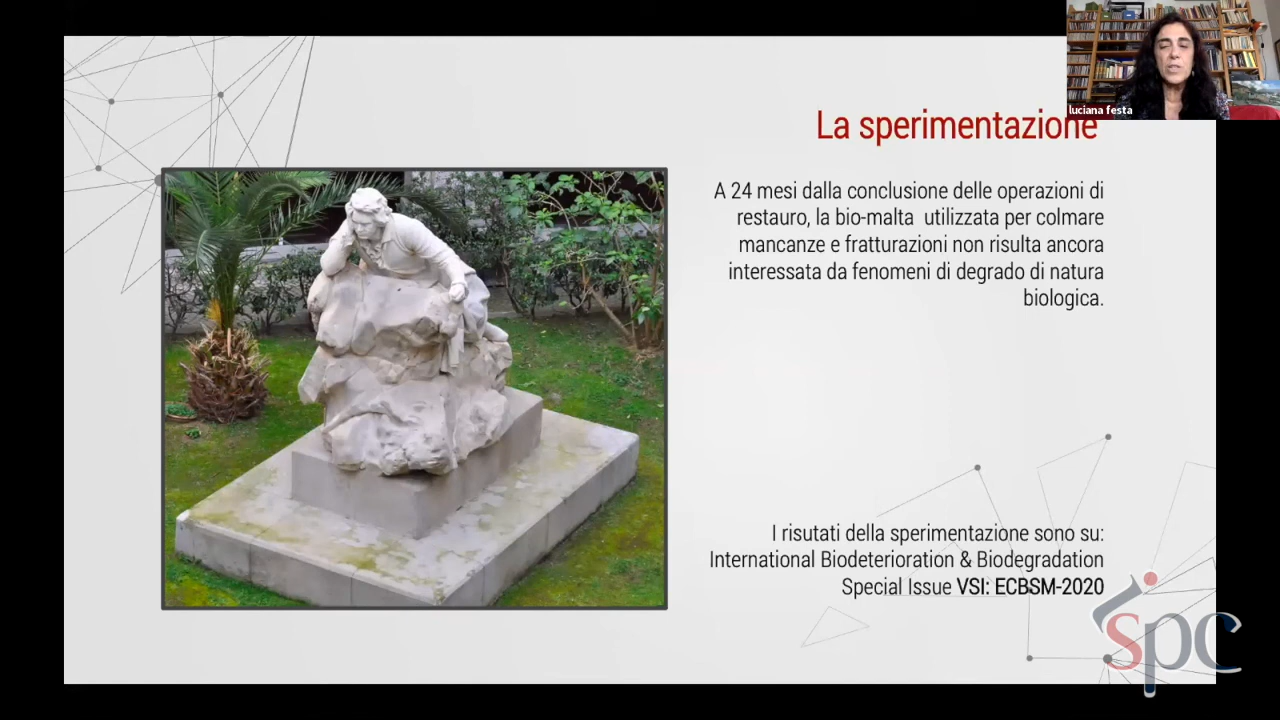 luciana festa
La sperimentazione
A 24 mesi dalla conclusione delle operazioni di
restauro, la bio-malta utilizzata per colmare
mancanze e fratturazioni non risulta ancora
interessata da fenomeni di degrado di natura
biologica.
I risutati della sperimentazione sono su:
International Biodeterioration & Biodegradation
Special Issue VSI: ECBSM-2020
spc